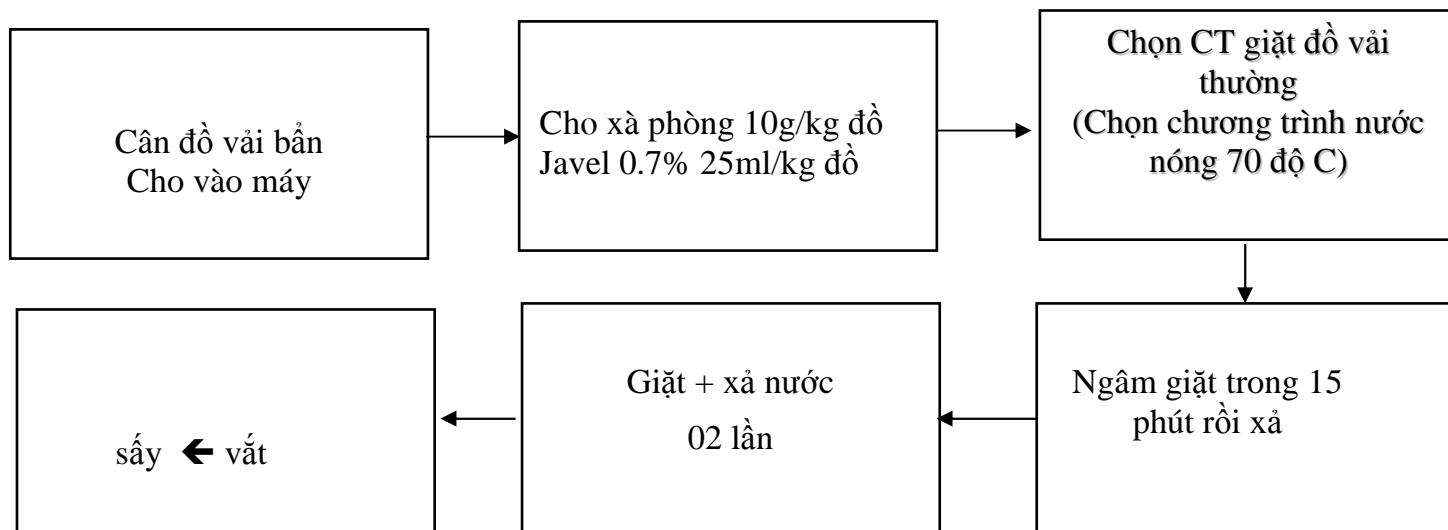 Cân đồ vải bẩn
Cho vào máy
Cho xà phòng 10g/kg đồ
Javel 0.7% 25ml/kg đồ
Chọn CT giặt đồ vải
thường
(Chọn chương trình nước
nóng 70 độ C)
Ngâm giặt trong 15
phút rồi xả
Giặt + xả nước
02 lần
sấy 🡸 vắt